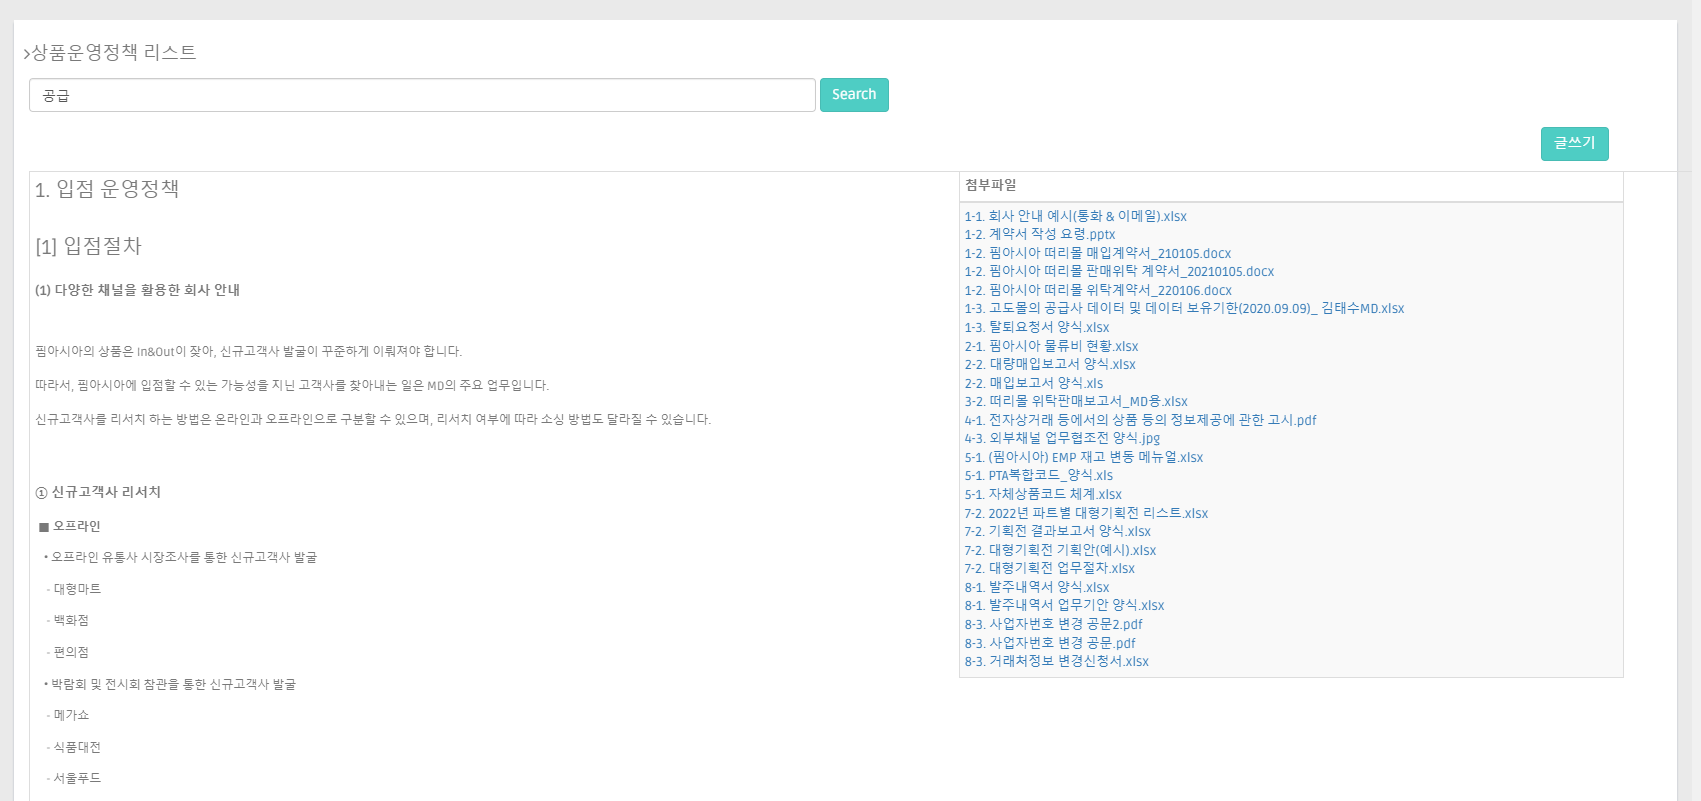 >상품운영정책 리스트
공급
Search
글쓰기
1. 입점 운영정책
[1] 입점절차
(1) 다양한 채널을 활용한 회사 안내
핌아시아의 상품은 In&Out이 잦아, 신규고객사 발굴이 꾸준하게 이뤄져야 합니다.
따라서, 핌아시아에 입점할 수 있는 가능성을 지닌 고객사를 찾아내는 일은 MD의 주요 업무입니다.
신규고객사를 리서치 하는 방법은 온라인과 오프라인으로 구분할 수 있으며, 리서치 여부에 따라 소싱 방법도 달라질 수 있습니다.
① 신규고객사 리서치
■ 오프라인
• 오프라인 유통사 시장조사를 통한 신규고객사 발굴
- 대형마트
- 백화점
- 편의점
• 박람회 및 전시회 참관을 통한 신규고객사 발굴
- 메가쇼
- 식품대전
- 서울푸드
첨부파일
1-1. 회사 안내 예시(통화 & 이메일).xlsx
1-2. 계약서 작성 요령.pptx
1-2. 핌아시아 떠리몰 매입계약서_210105.docx
1-2. 핌아시아 떠리몰 판매위탁 계약서_20210105.docx
1-2. 핌아시아 떠리몰 위탁계약서_220106.docx
1-3. 고도몰의 공급사 데이터 및 데이터 보유기한(2020.09.09)_ 김태수MD.xlsx
1-3. 탈퇴요청서 양식.xlsx
2-1. 핌아시아 물류비 현황.xlsx
2-2. 대량매입보고서 양식.xlsx
2-2. 매입보고서 양식.xls
3-2. 떠리몰 위탁판매보고서_MD용.xlsx
4-1. 전자상거래 등에서의 상품 등의 정보제공에 관한 고시.pdf
4-3. 외부채널 업무협조전 양식.jpg
5-1. (핌아시아) EMP 재고 변동 메뉴얼.xlsx
5-1. PTA복합코드_양식.xls
5-1. 자체상품코드 체계.xlsx
7-2. 2022년 파트별 대형기획전 리스트.xlsx
7-2. 기획전 결과보고서 양식.xlsx
7-2. 대형기획전 기획안(예시).xlsx
7-2. 대형기획전 업무절차.xlsx
8-1. 발주내역서 양식.xlsx
8-1. 발주내역서 업무기안 양식.xlsx
8-3. 사업자번호 변경 공문2.pdf
8-3. 사업자번호 변경 공문.pdf
8-3. 거래처정보 변경신청서.xlsx